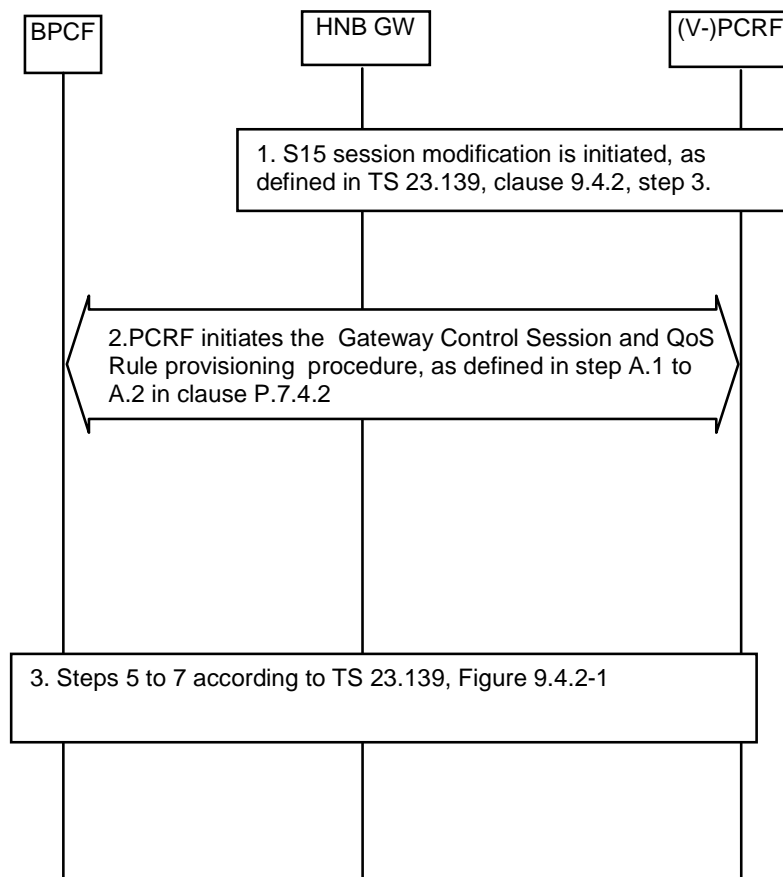 BPCF
HNB GW
(V-)PCRF
1. S15 session modification is initiated, as
defined in TS 23.139, clause 9.4.2, step 3.
2.PCRF initiates the  Gateway Control Session and QoS
Rule provisioning  procedure, as defined in step A.1 to
A.2 in clause P.7.4.2
3. Steps 5 to 7 according to TS 23.139, Figure 9.4.2-1